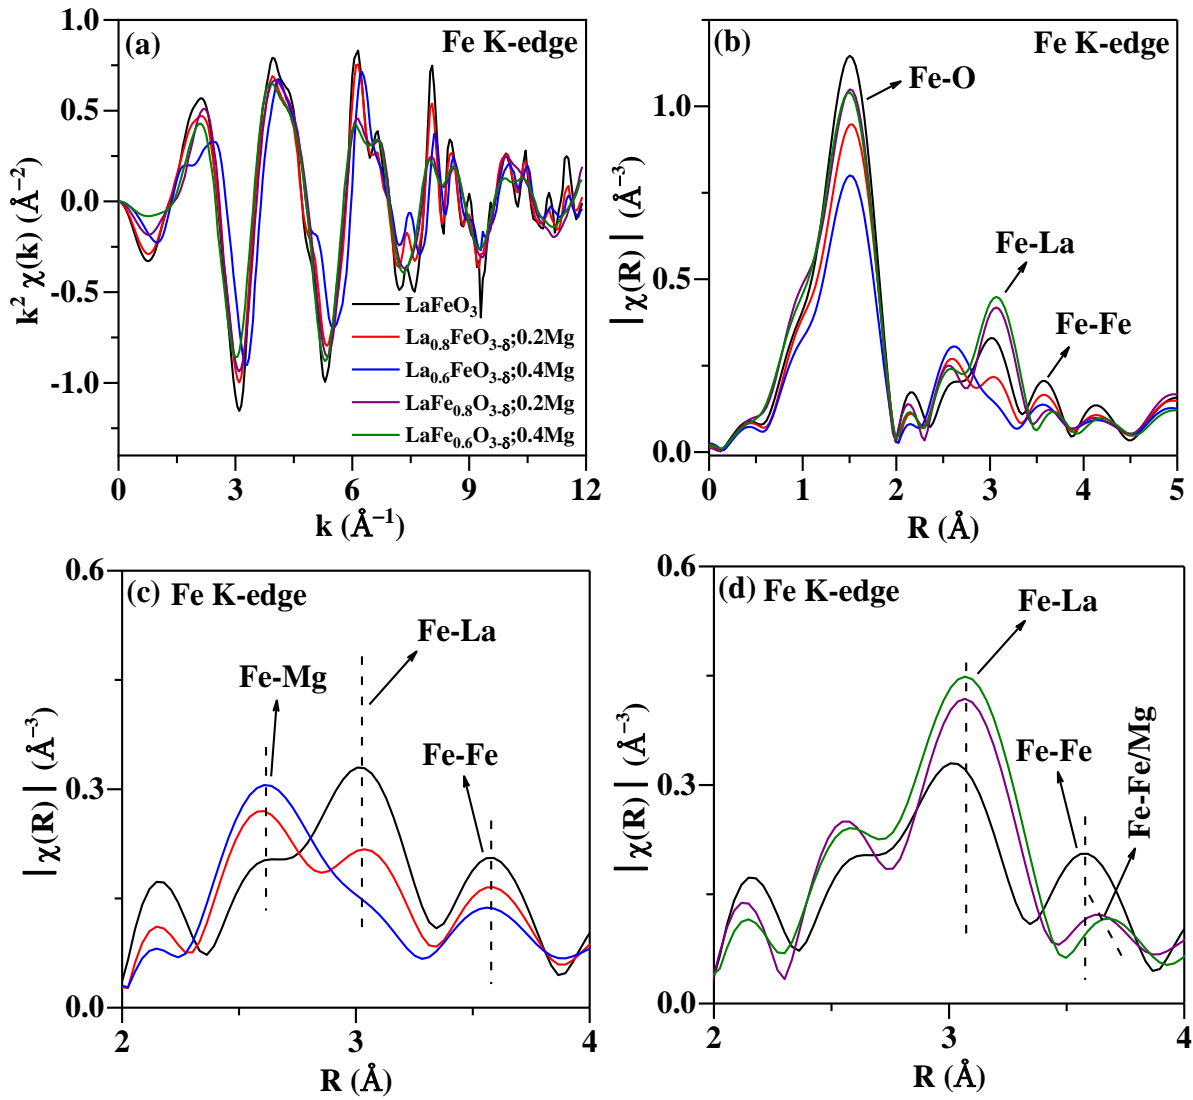 (a)
Fe K-edge
1.0
0.5
0.0
-0.5
-1.0
k² χ(k) (Å⁻²)
LaFeO₃
La₀.₈FeO₃₋δ;0.2Mg
La₀.₆FeO₃₋δ;0.4Mg
LaFe₀.₈O₃₋δ;0.2Mg
LaFe₀.₆O₃₋δ;0.4Mg
0 3 6 9 12
k (Å⁻¹)
(b)
Fe K-edge
Fe-O
Fe-La
Fe-Fe
1.0
0.5
0.0
|χ(R)| (Å⁻³)
0 1 2 3 4 5
R (Å)
(c) Fe K-edge
Fe-La
Fe-Mg
Fe-Fe
0.6
0.3
0.0
|χ(R)| (Å⁻³)
2 3 4
R (Å)
(d) Fe K-edge
Fe-La
Fe-Fe
Fe-Fe/Mg
0.6
0.3
0.0
|χ(R)| (Å⁻³)
2 3 4
R (Å)